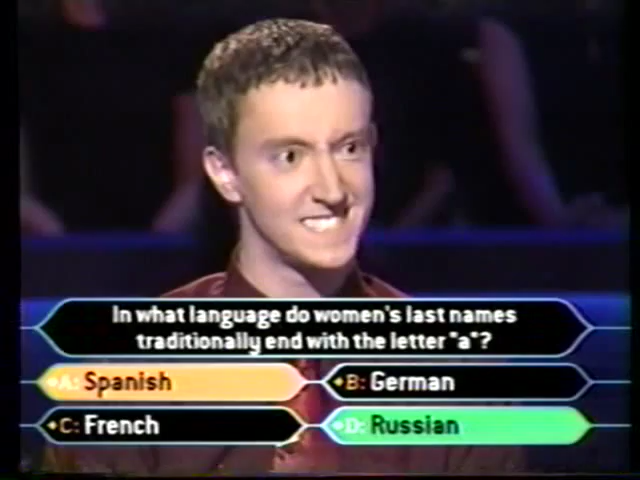 In what language do women's last names
traditionally end with the letter "a"?
A: Spanish
B: German
C: French
D: Russian